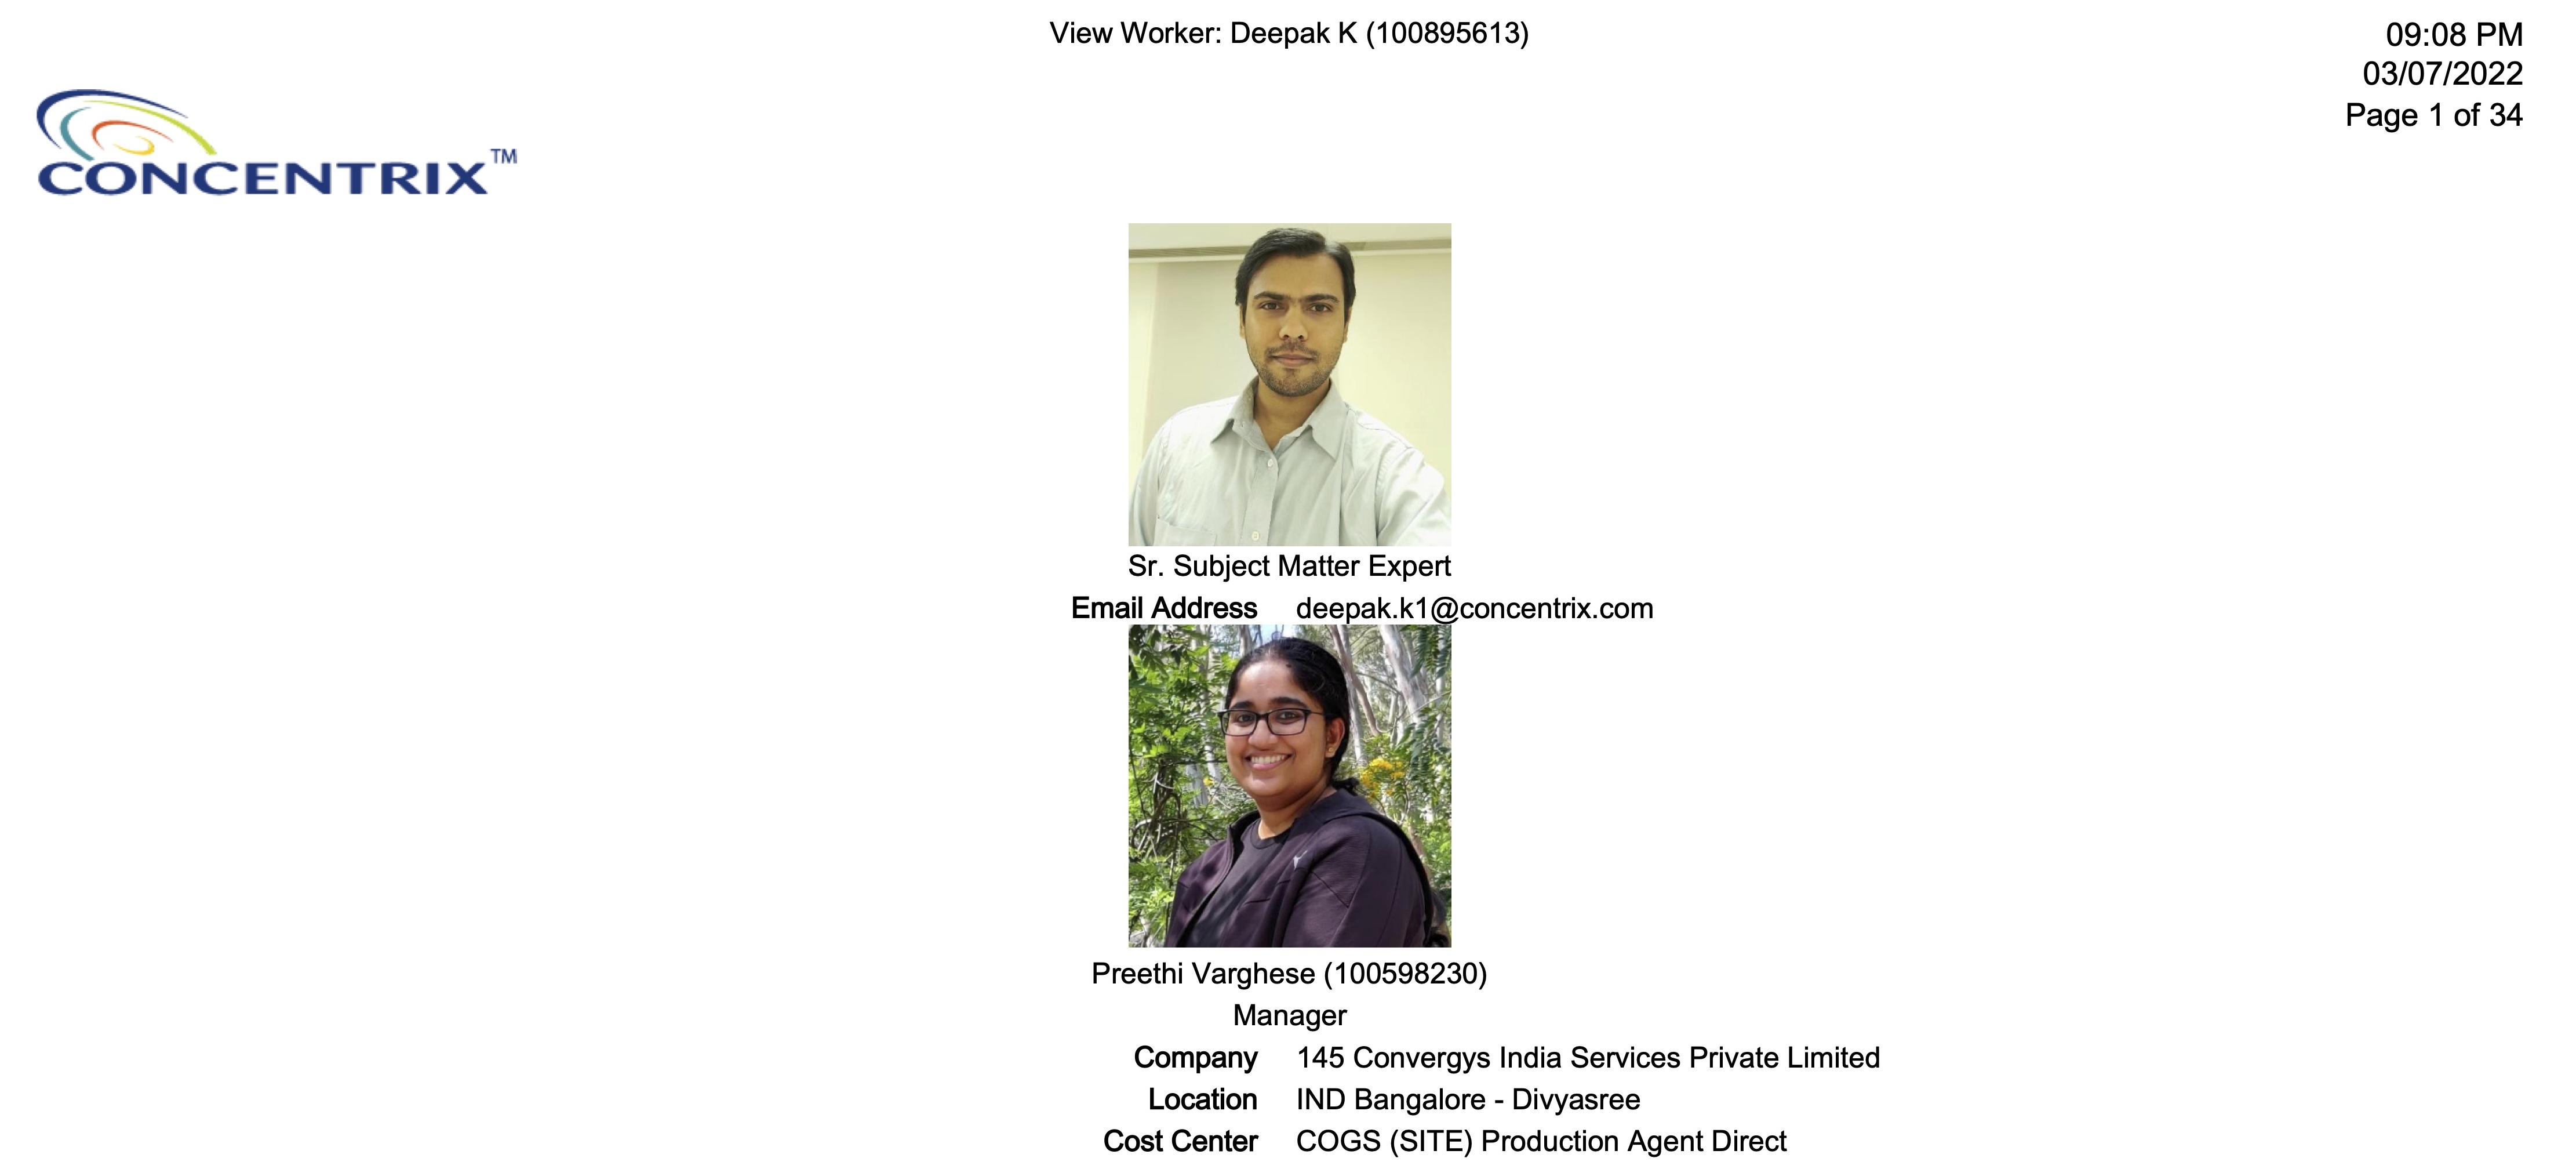 View Worker: Deepak K (100895613)
09:08 PM
03/07/2022
Page 1 of 34
CONCENTRIX™
Sr. Subject Matter Expert
Email Address deepak.k1@concentrix.com
Preethi Varghese (100598230)
Manager
Company 145 Convergys India Services Private Limited
Location IND Bangalore - Divyasree
Cost Center COGS (SITE) Production Agent Direct